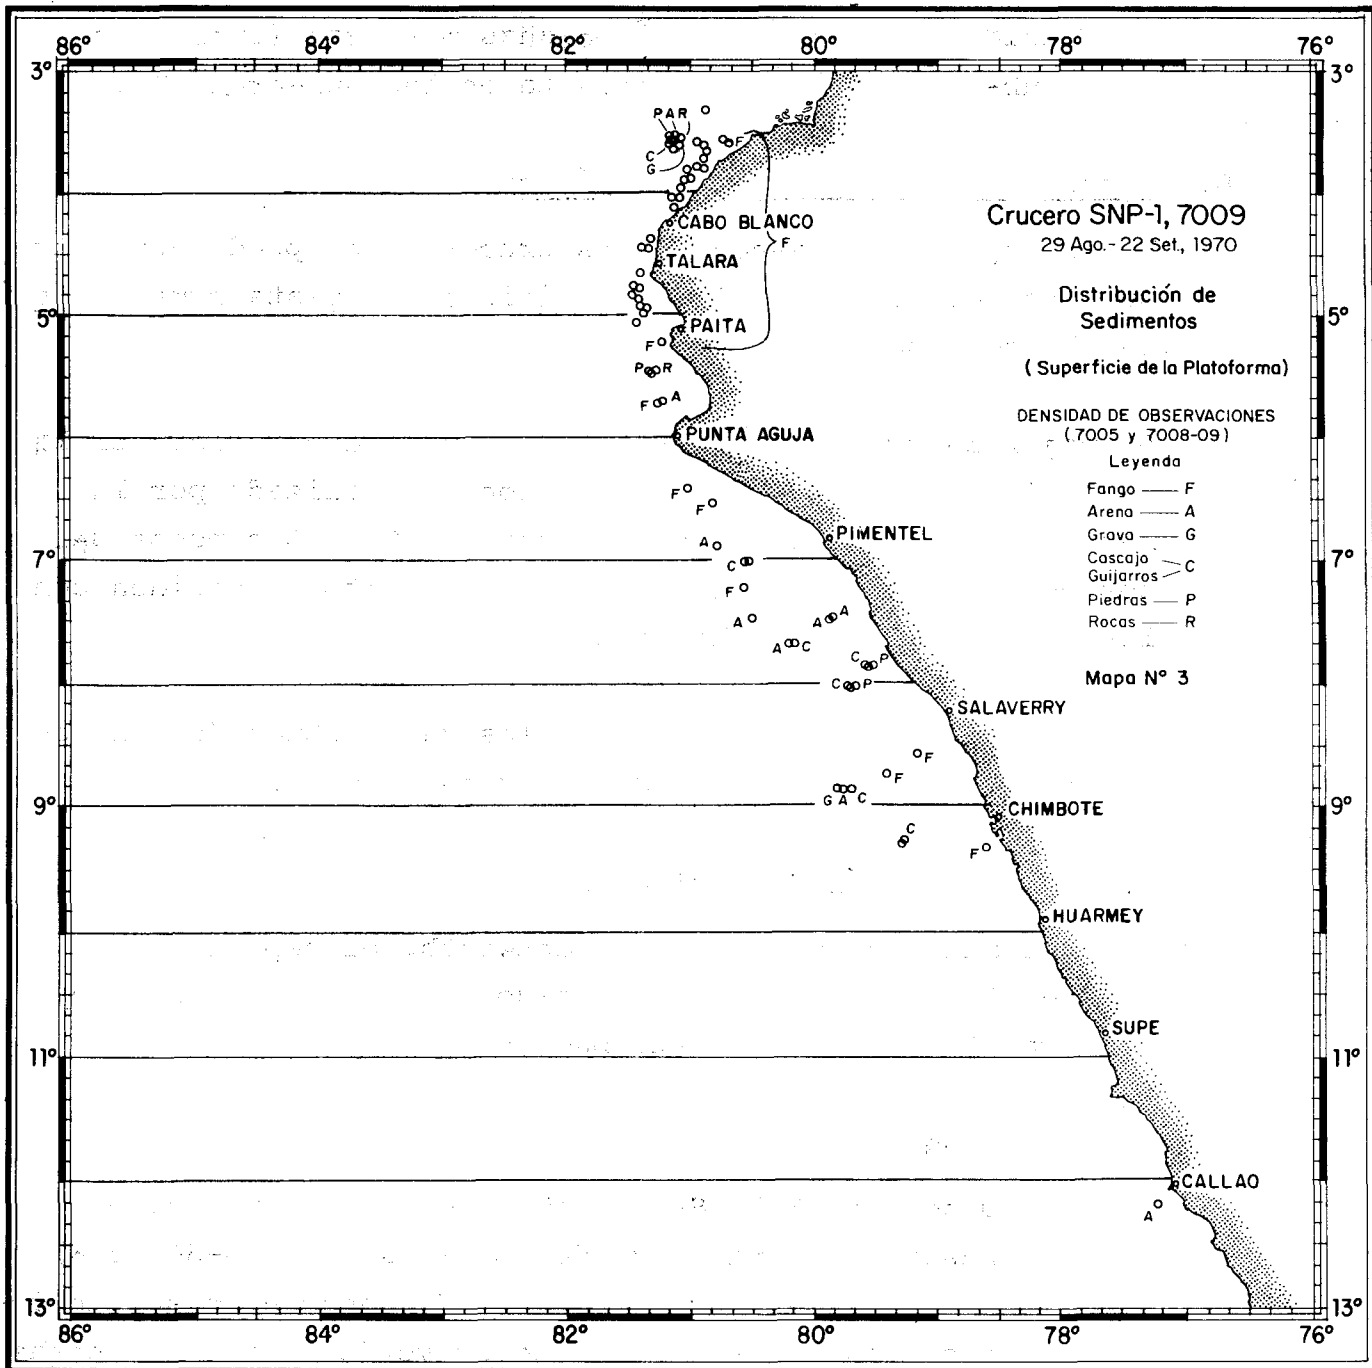 86° 84° 82° 80° 78° 76°
3° 3°
P A R
C
G
F
CABO BLANCO
F
TALARA
5° 5°
PAITA
F
P R
F A
PUNTA AGUJA
F
F
PIMENTEL
A
7° 7°
C
F
A
A A
A C
C P
C P
SALAVERRY
F
F
G A C
9° 9°
CHIMBOTE
C
F
HUARMEY
SUPE
11° 11°
CALLAO
A
13° 13°
86° 84° 82° 80° 78° 76°
Crucero SNP-1, 7009
29 Ago.- 22 Set., 1970
Distribución de
Sedimentos
(Superficie de la Platoforma)
DENSIDAD DE OBSERVACIONES
(7005 y 7008-09)
Leyenda
Fango — F
Arena — A
Grava — G
Cascajo
Guijarros
C
Piedras — P
Rocas — R
Mapa N° 3